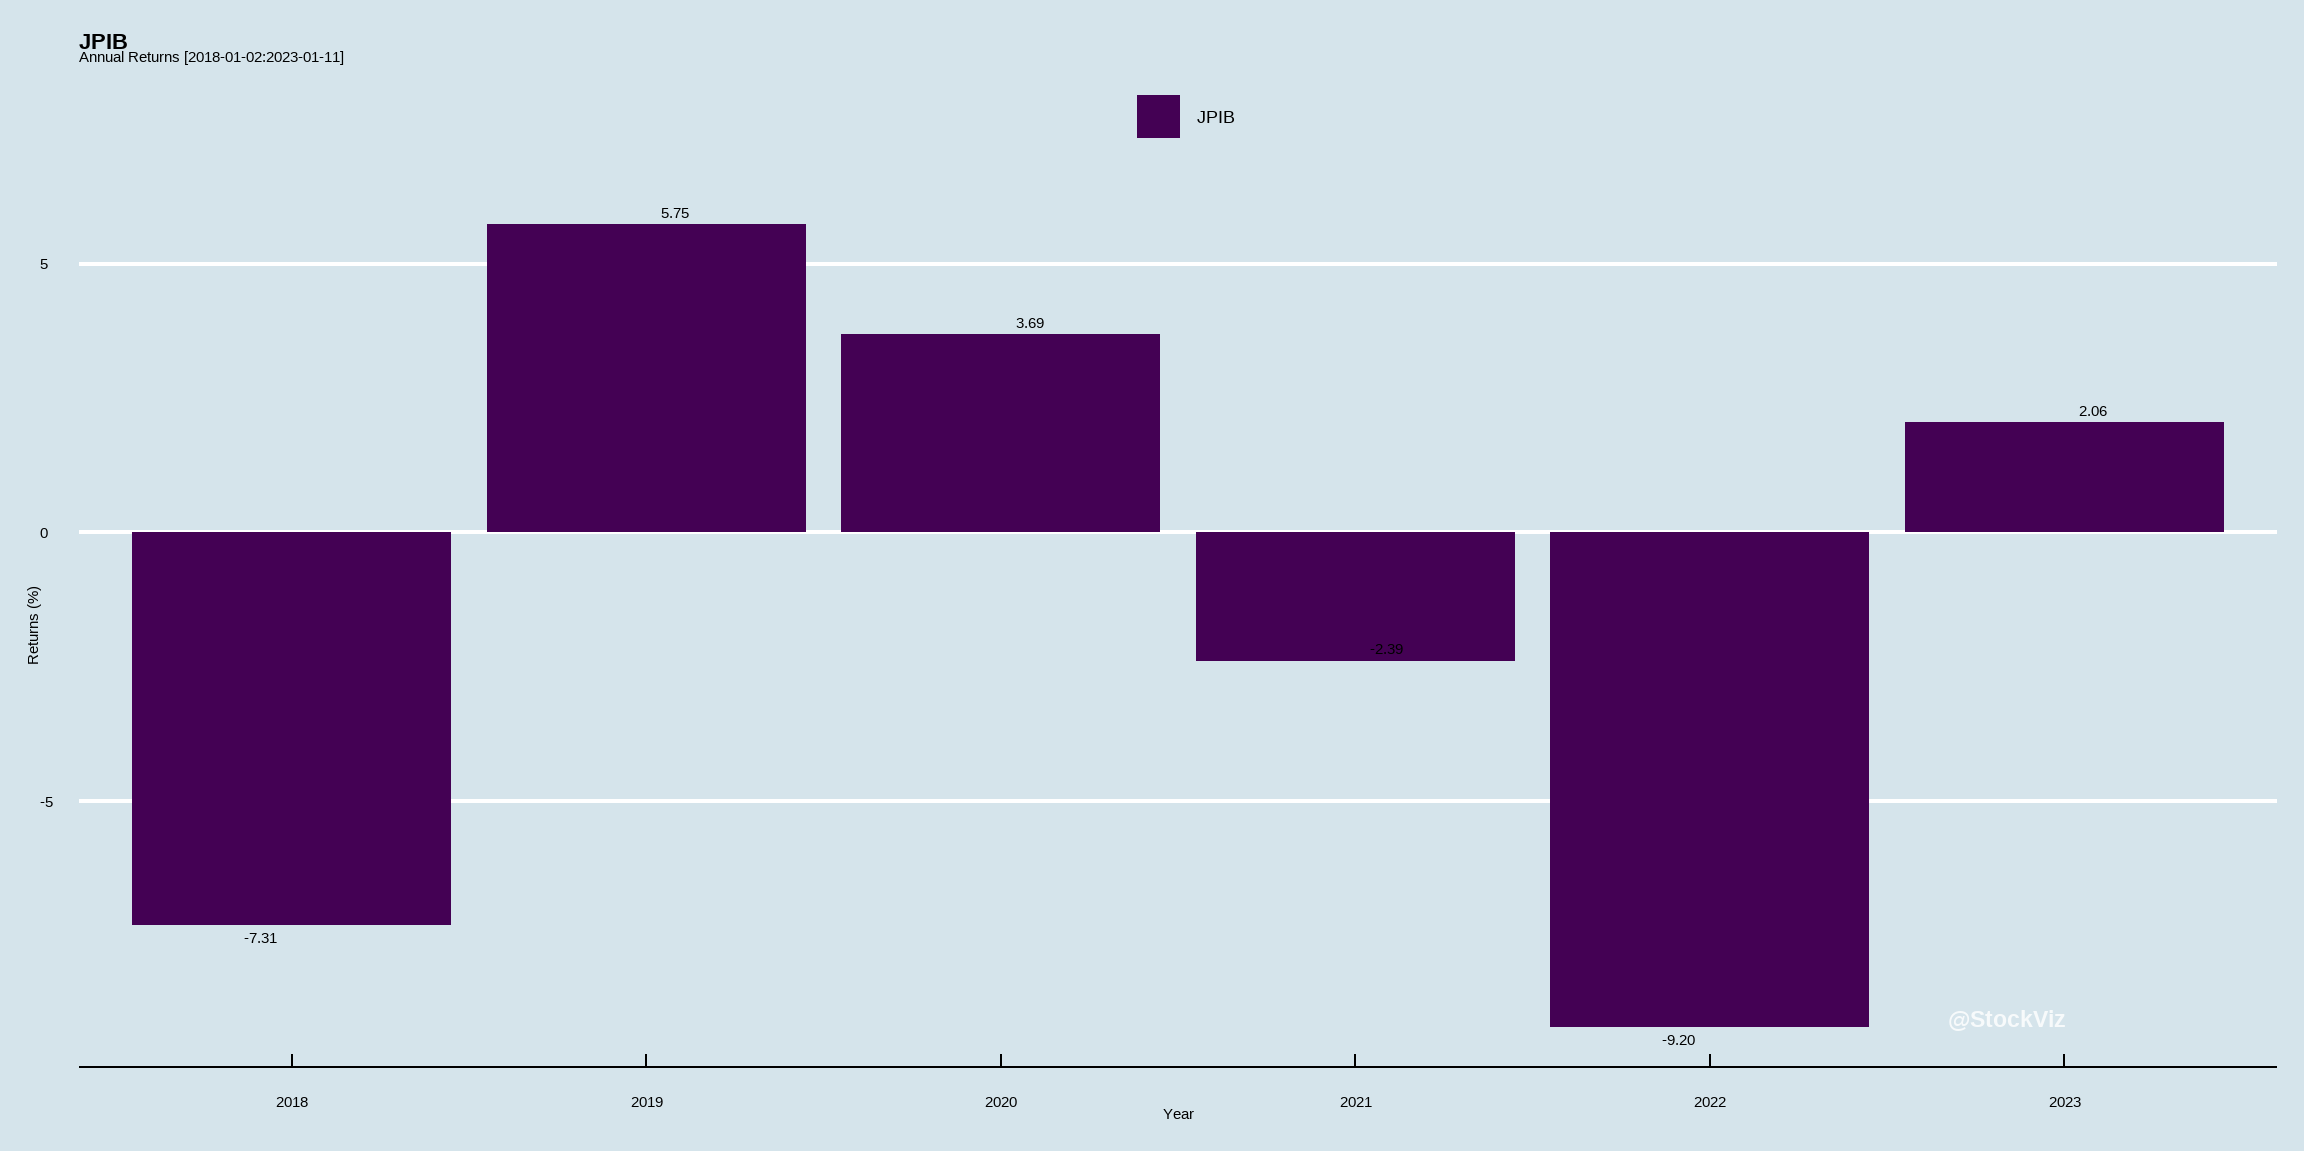 JPIB
Annual Returns [2018-01-02:2023-01-11]
JPIB
5.75
5
3.69
2.06
0
Returns (%)
-2.39
-5
-7.31
@StockViz
-9.20
2018 2019 2020 2021 2022 2023
Year